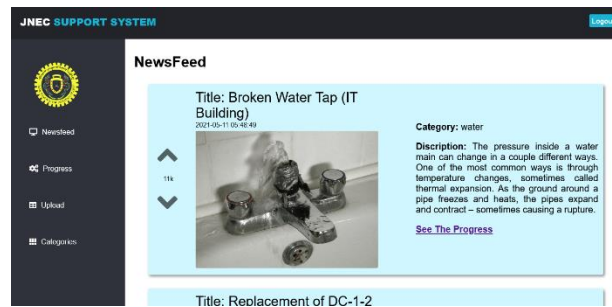 JNEC SUPPORT SYSTEM
Logou
NewsFeed
Newsfeed
Progress
Upload
Categories
Title: Broken Water Tap (IT
Building)
2021-05-11 05:48:49
11k
Category: water
Discription: The pressure inside a water
main can change in a couple different ways.
One of the most common ways is through
temperature changes, sometimes called
thermal expansion. As the ground around a
pipe freezes and heats, the pipes expand
and contract – sometimes causing a rupture.
See The Progress
Title: Replacement of DC-1-2